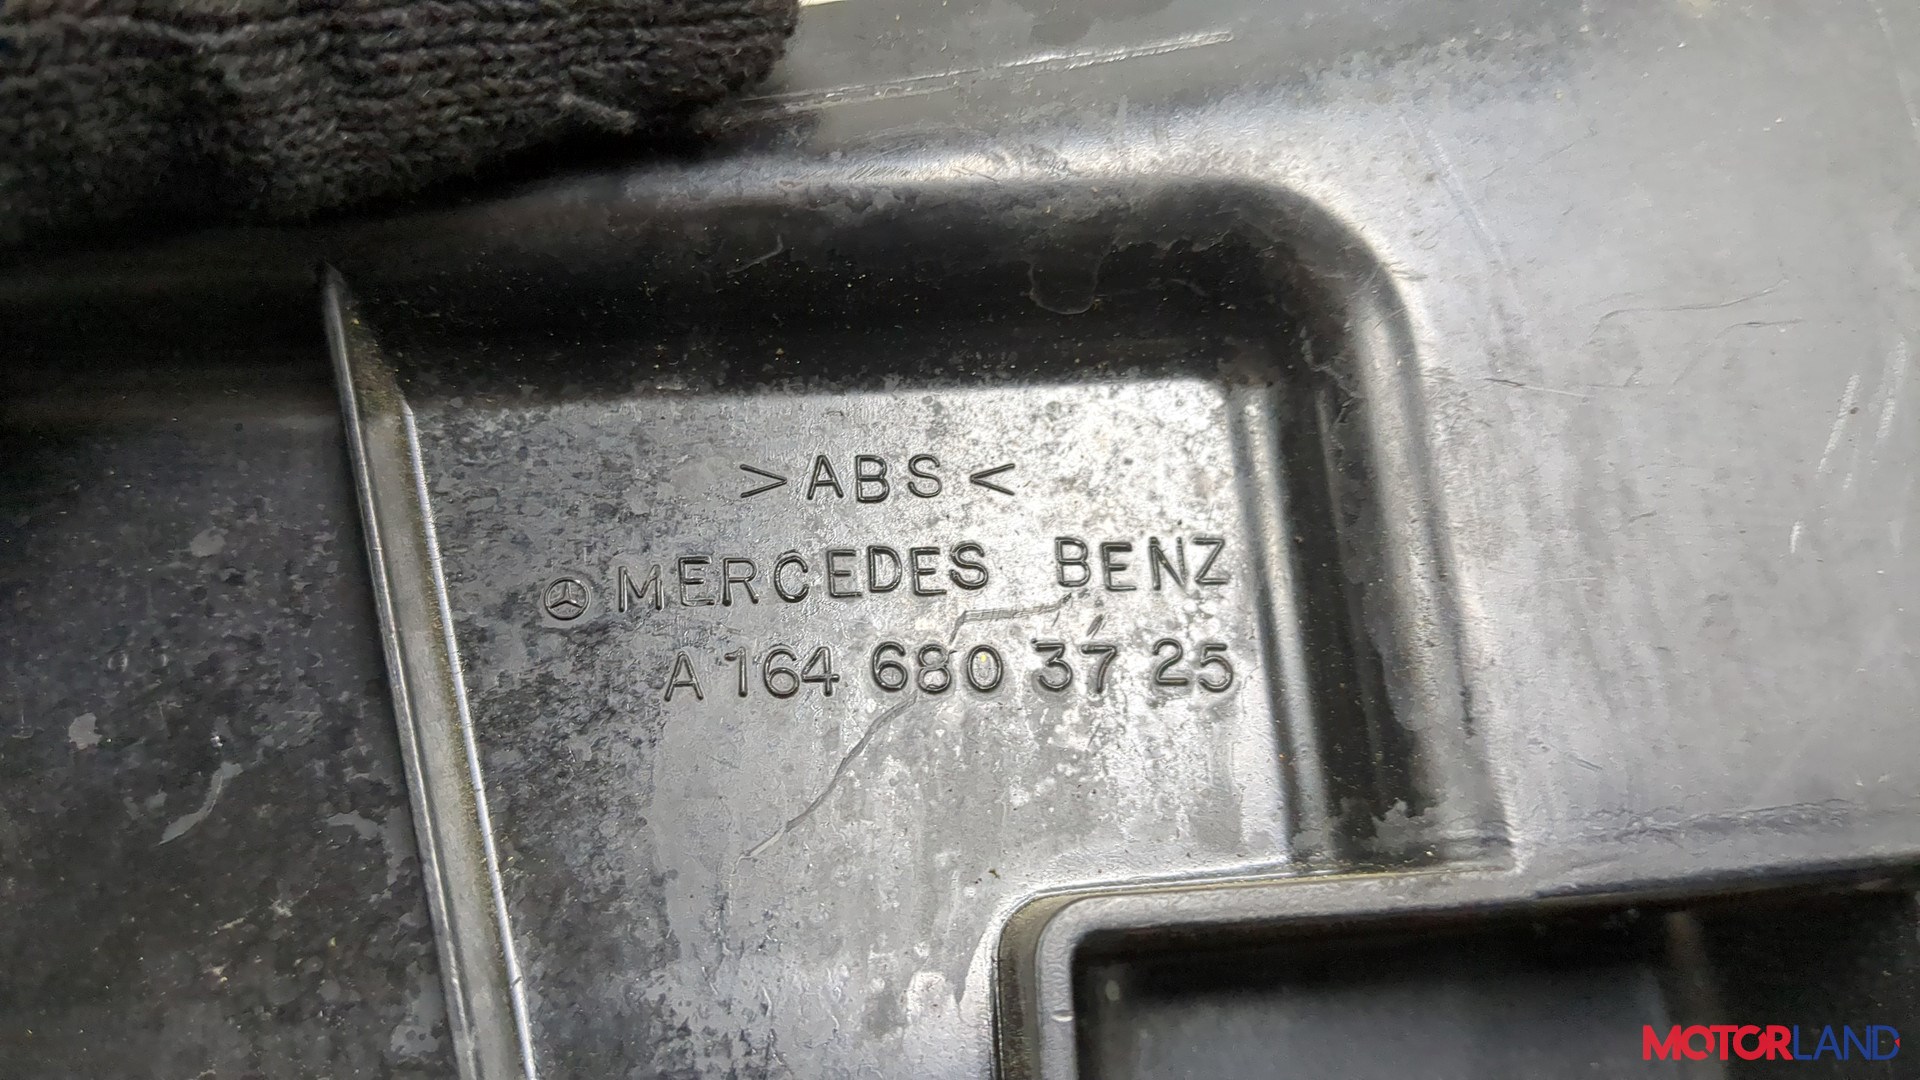 >ABS<
MERCEDES BENZ
A 164 680 37 25
MOTORLAND